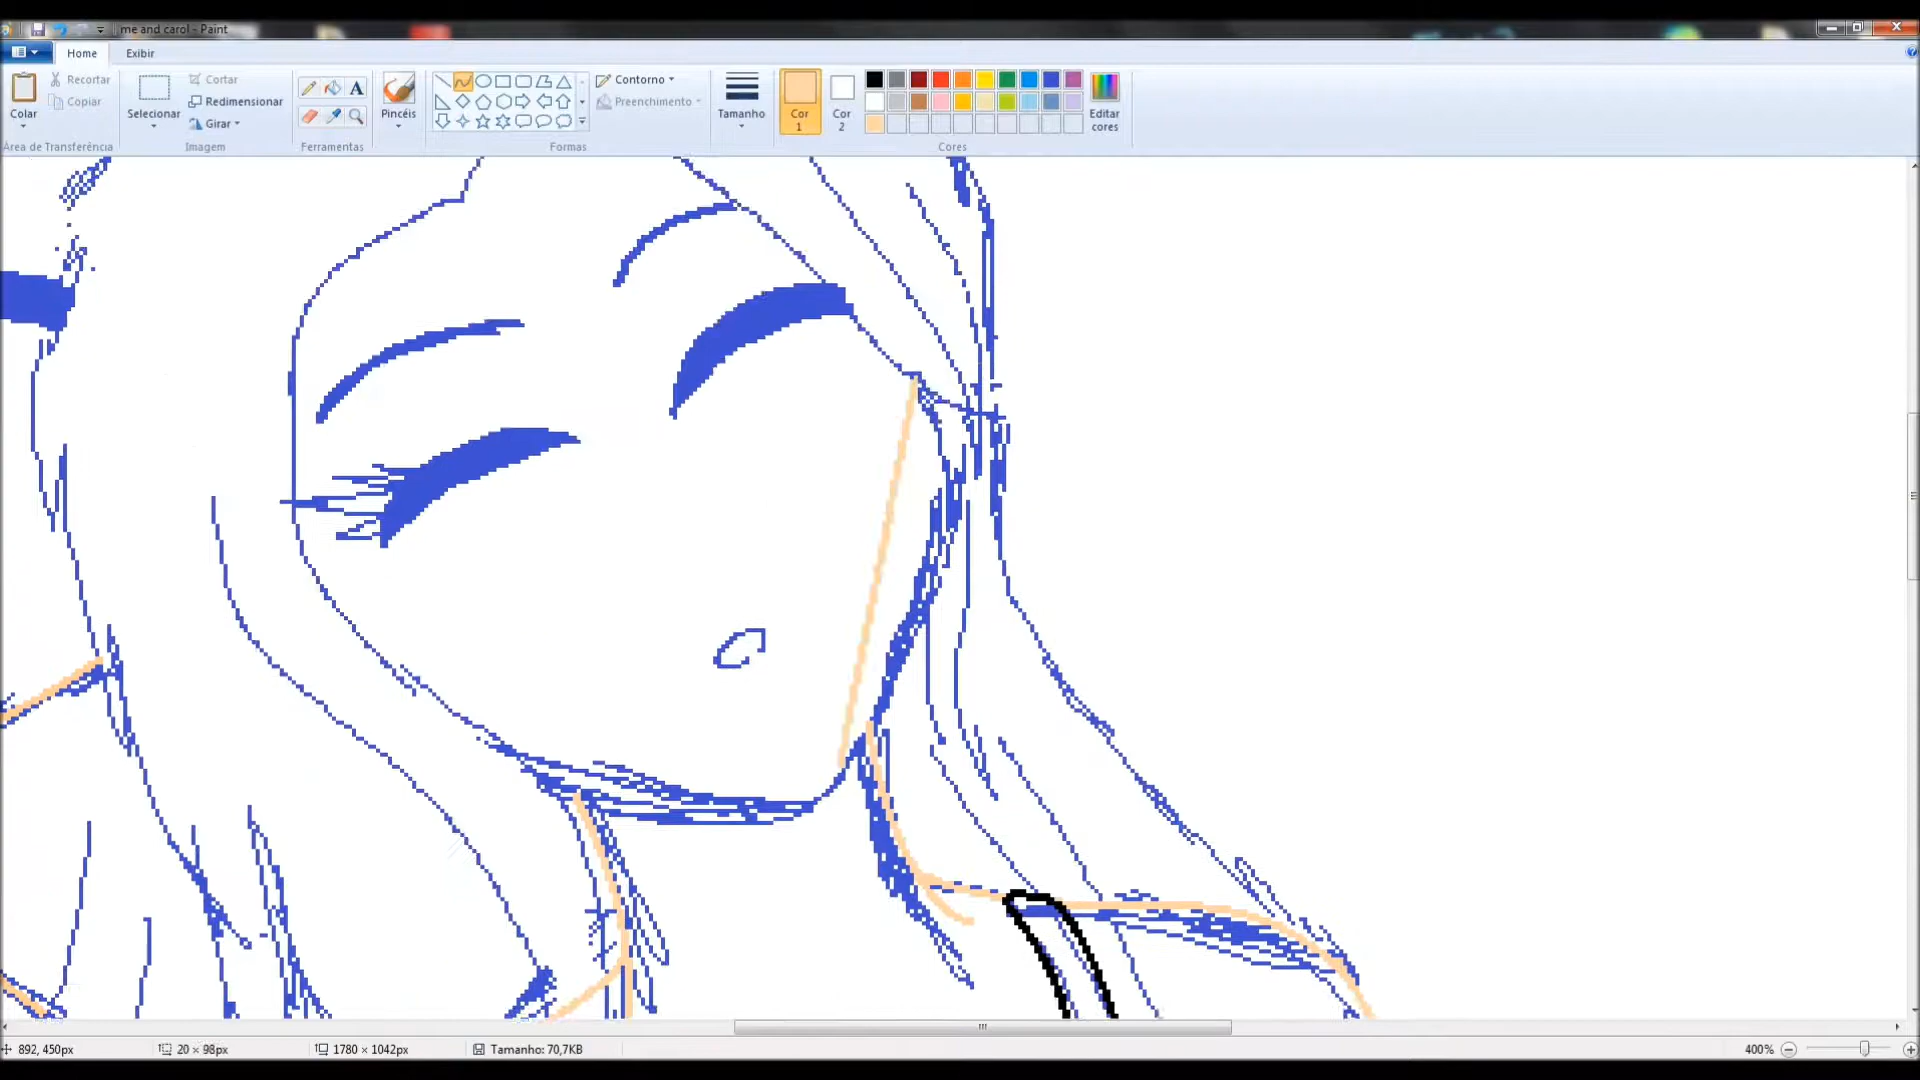 me and carol - Paint
Home Exibir
Colar
Recortar
Copiar
Área de Transferência
Selecionar
Cortar
Redimensionar
Girar
Imagem
A
Ferramentas
Pincéis
Contorno
Preenchimento
Formas
Tamanho
Cor 1
Cor 2
Editar cores
Cores
892, 450px
20 × 98px
1780 × 1042px
Tamanho: 70,7KB
400%